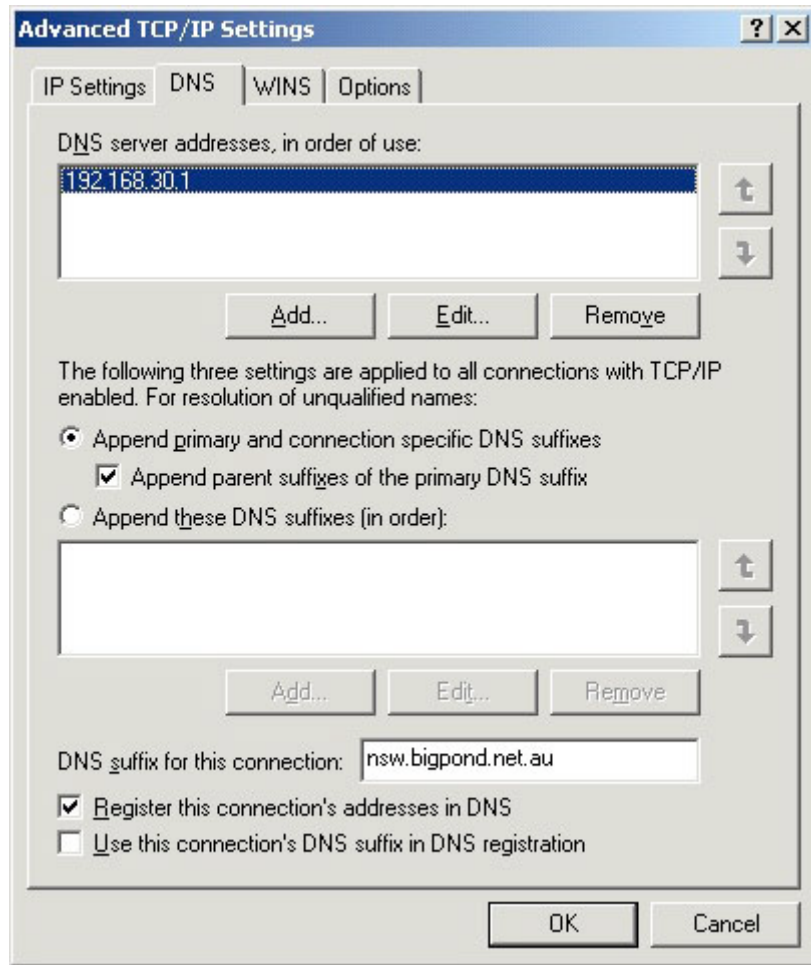 Advanced TCP/IP Settings
IP Settings DNS WINS Options
DNS server addresses, in order of use:
192.168.30.1
Add... Edit... Remove
The following three settings are applied to all connections with TCP/IP
enabled. For resolution of unqualified names:
Append primary and connection specific DNS suffixes
Append parent suffixes of the primary DNS suffix
Append these DNS suffixes (in order):
Add... Edit... Remove
DNS suffix for this connection: nsw.bigpond.net.au
Register this connection's addresses in DNS
Use this connection's DNS suffix in DNS registration
OK Cancel